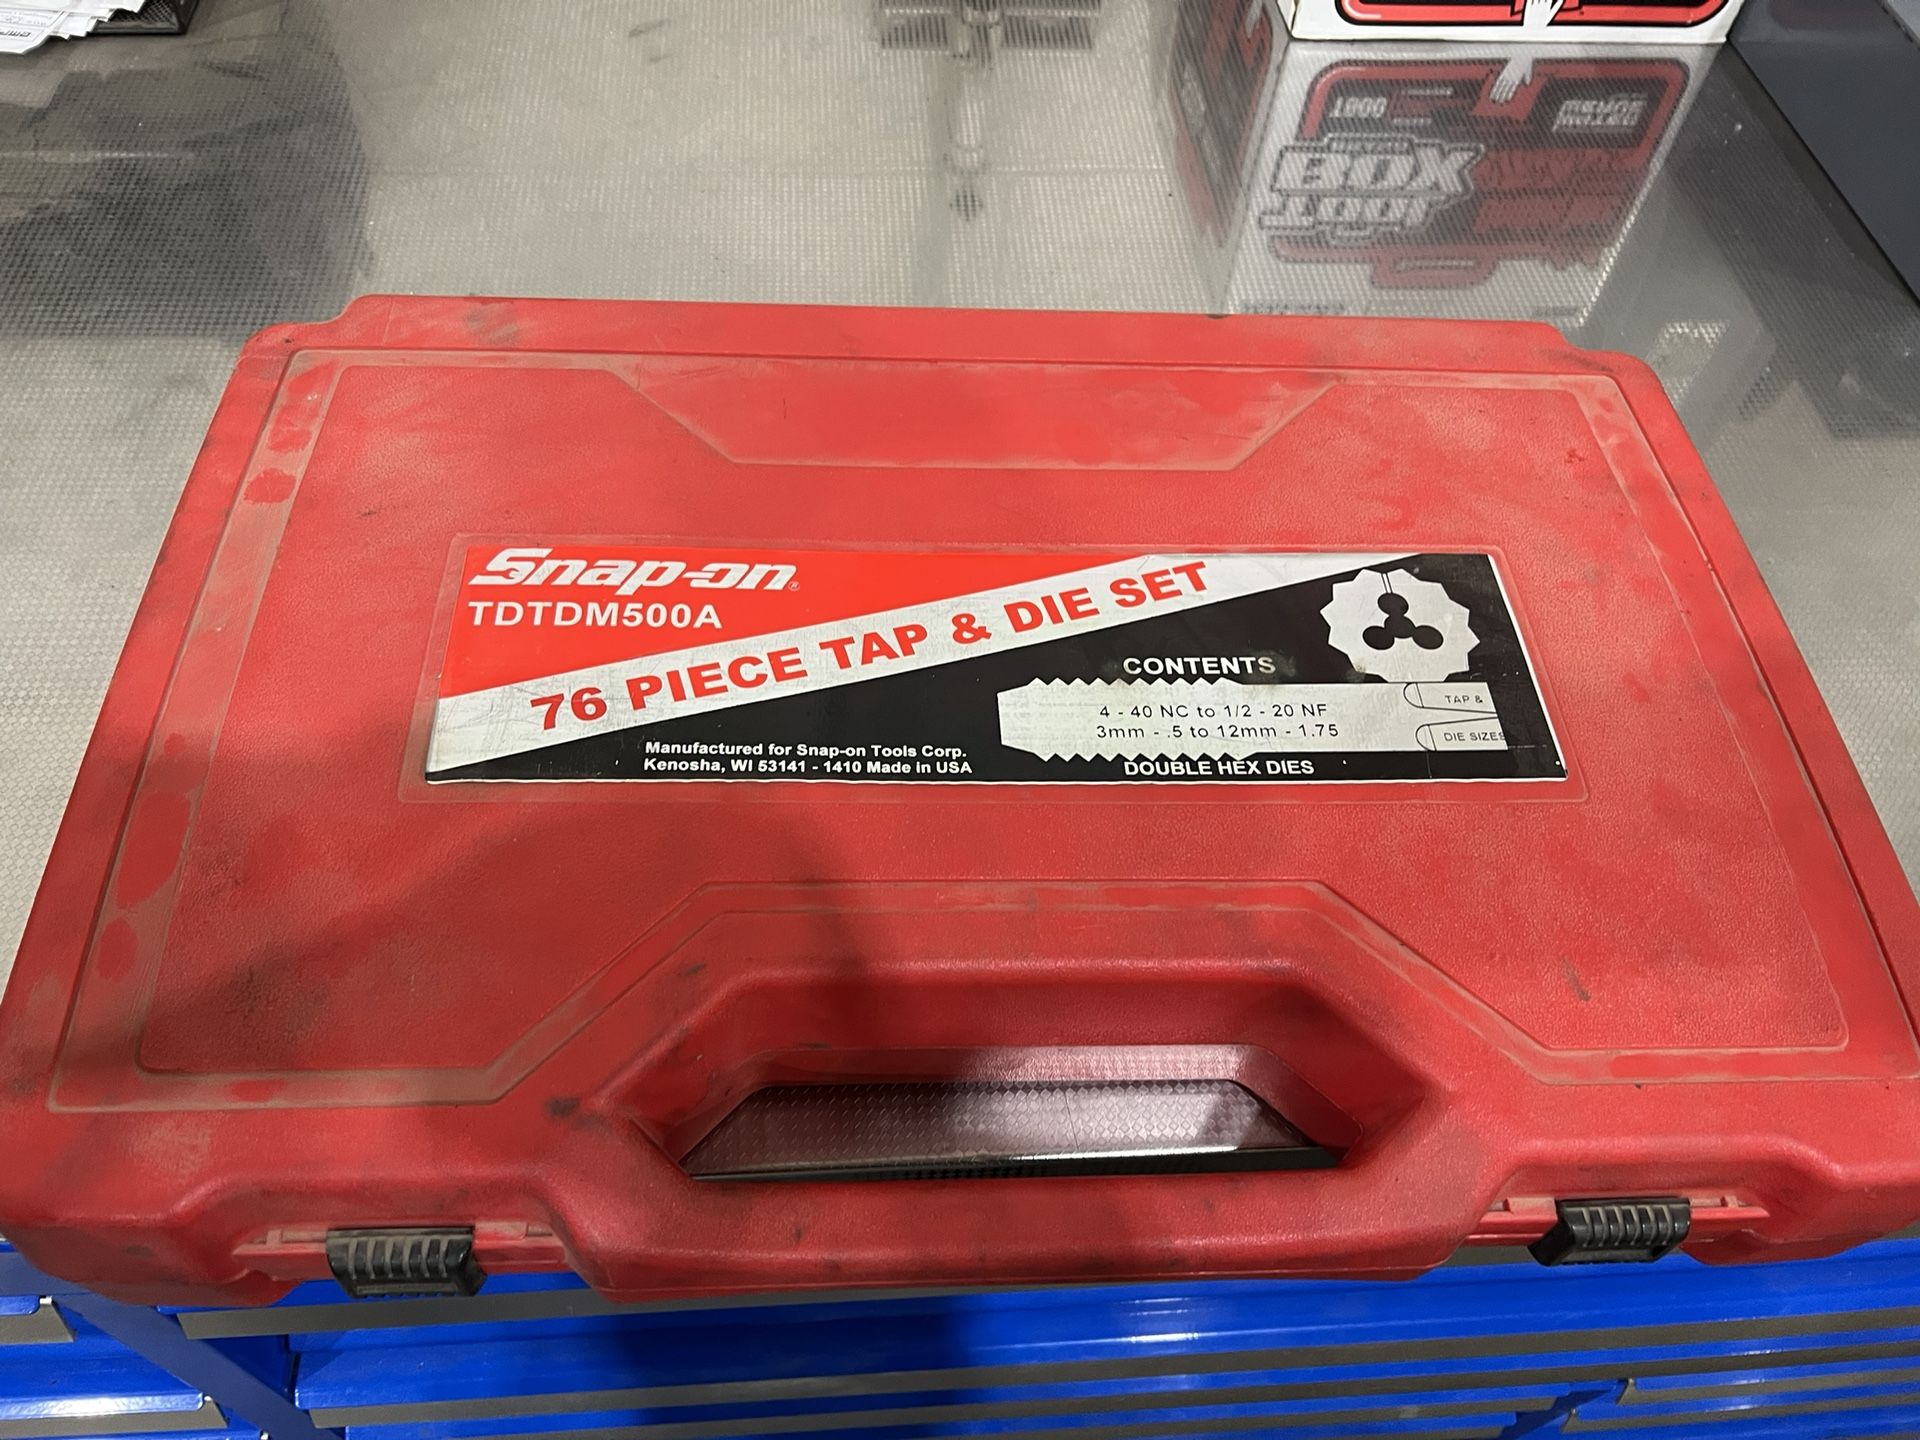 Snap-on®
TDTDM500A
76 PIECE TAP & DIE SET
CONTENTS
4 - 40 NC to 1/2 - 20 NF
3mm - .5 to 12mm - 1.75
TAP &
DIE SIZES
DOUBLE HEX DIES
Manufactured for Snap-on Tools Corp.
Kenosha, WI 53141 - 1410 Made in USA
BOX